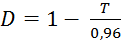 D = 1 − T/0,96